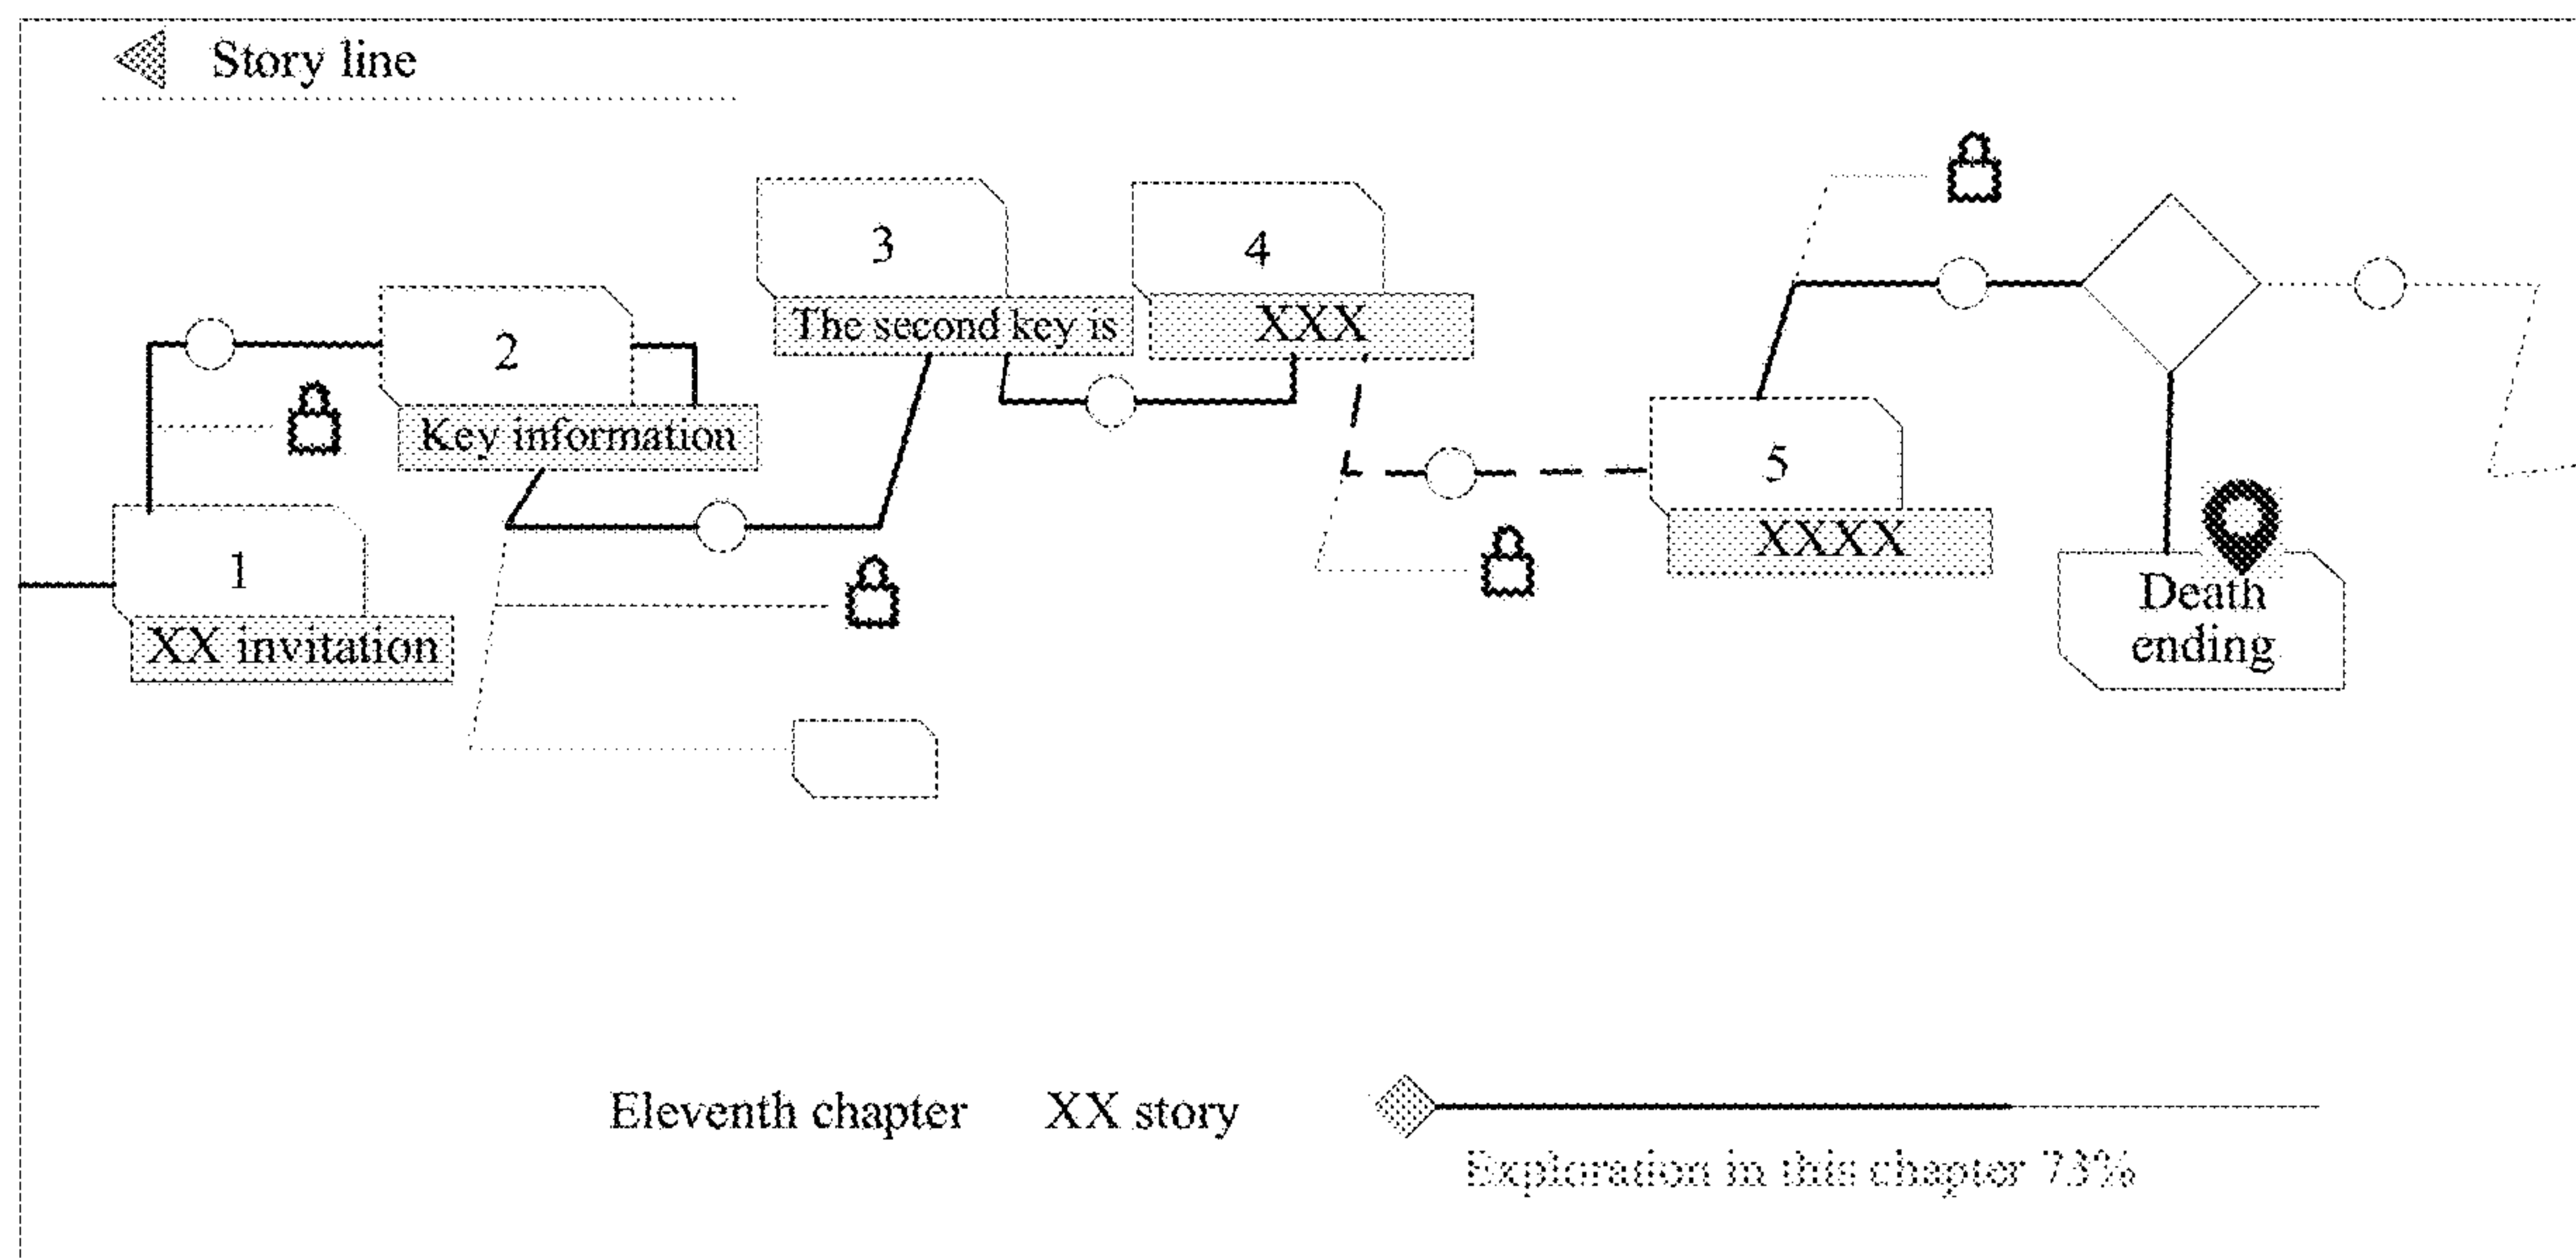 Story line
3
4
The second key is
XXX
2
Key information
5
XXXX
1
XX invitation
Death
ending
Eleventh chapter XX story
Exploration in this chapter 73%